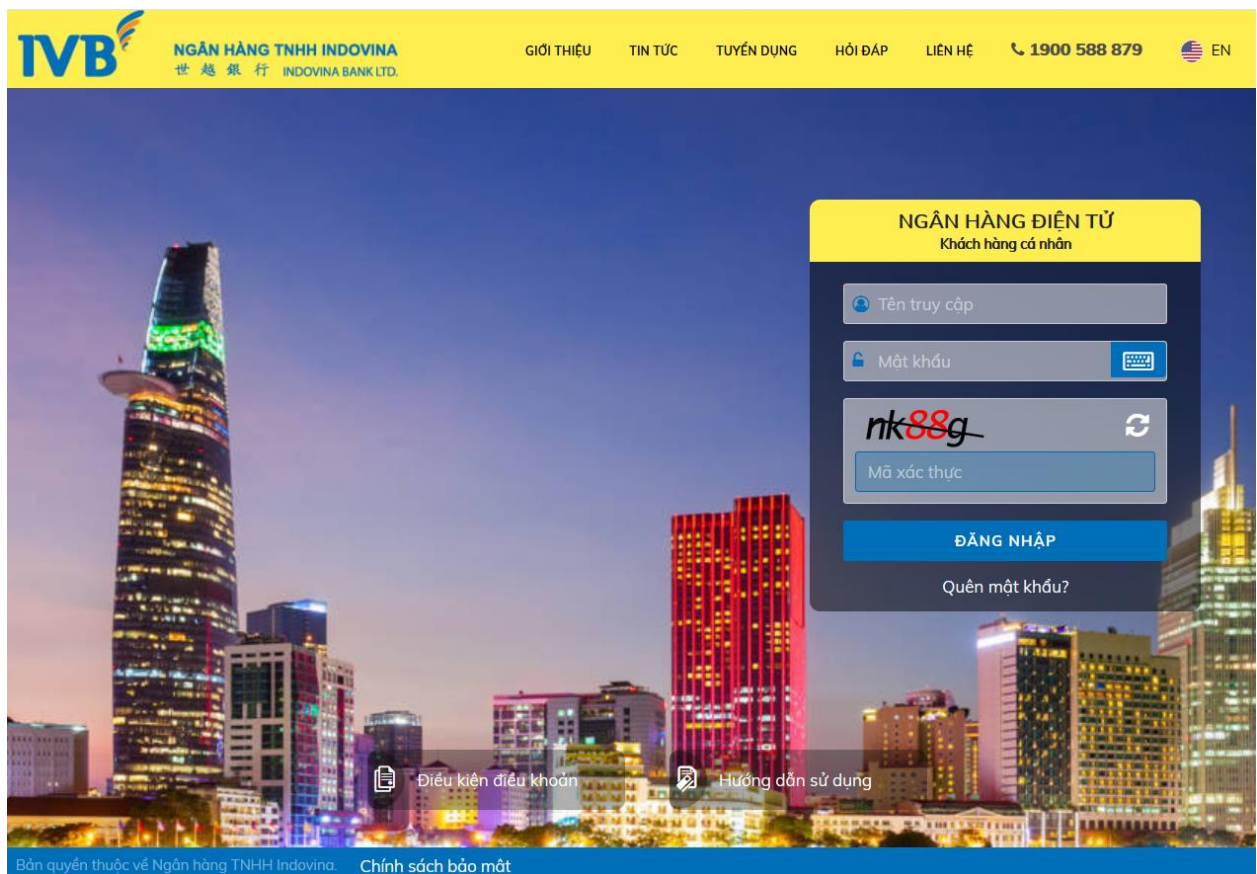 IVB
NGÂN HÀNG TNHH INDOVINA
世越銀行 INDOVINA BANK LTD.
GIỚI THIỆU
TIN TỨC
TUYỂN DỤNG
HỎI ĐÁP
LIÊN HỆ
1900 588 879
EN
NGÂN HÀNG ĐIỆN TỬ
Khách hàng cá nhân
Tên truy cập
Mật khẩu
nk88g
Mã xác thực
ĐĂNG NHẬP
Quên mật khẩu?
Điều kiện điều khoản
Hướng dẫn sử dụng
Bản quyền thuộc về Ngân hàng TNHH Indovina.
Chính sách bảo mật